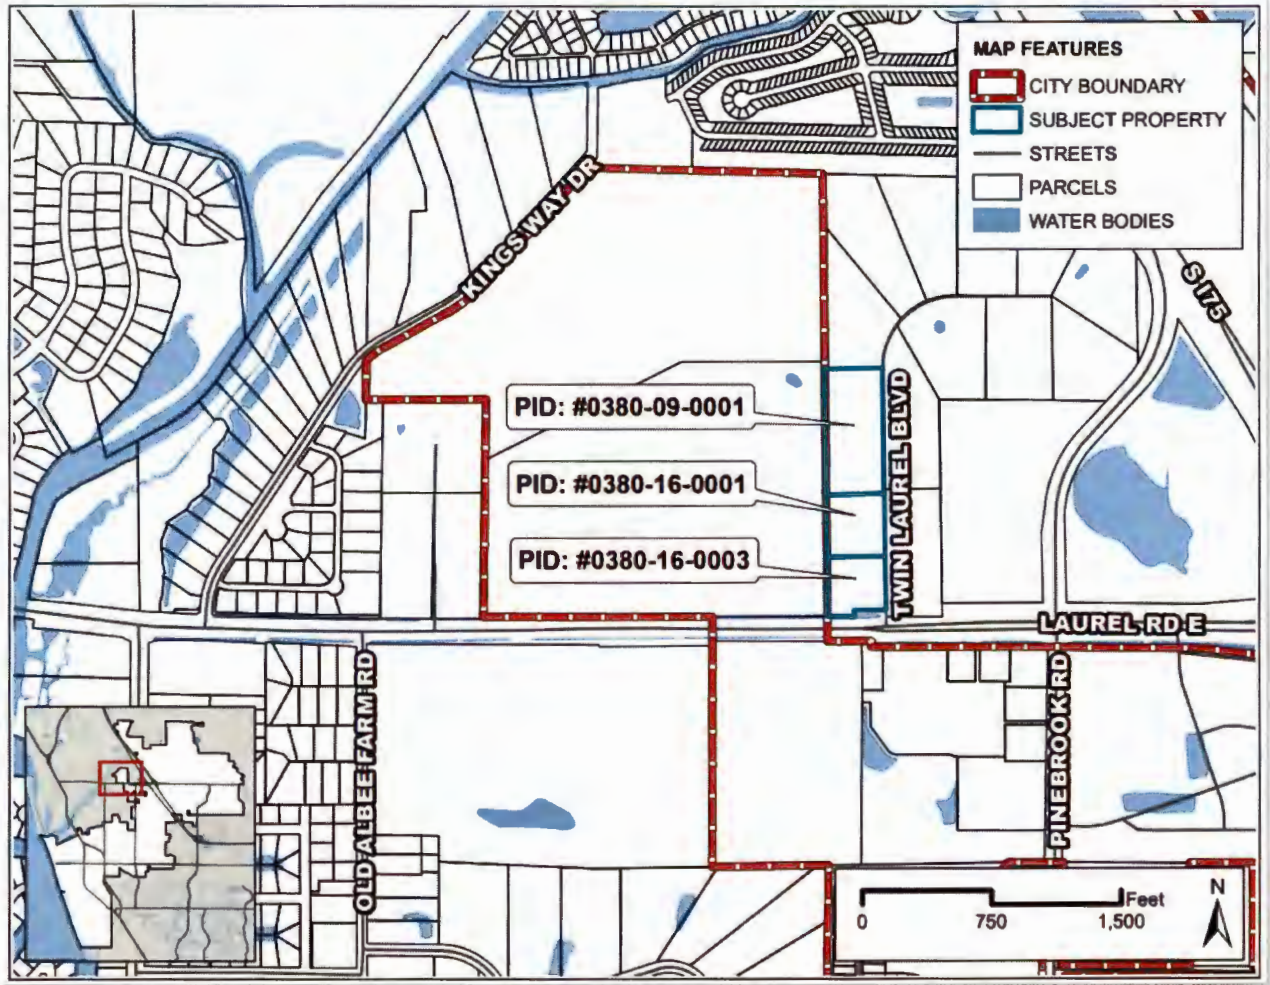 MAP FEATURES
CITY BOUNDARY
SUBJECT PROPERTY
STREETS
PARCELS
WATER BODIES
KINGS WAY DR
S I75
PID: #0380-09-0001
PID: #0380-16-0001
PID: #0380-16-0003
TWIN LAUREL BLVD
LAUREL RD E
OLD ALBEE FARM RD
PINEBROOK RD
Feet
0 750 1,500
N